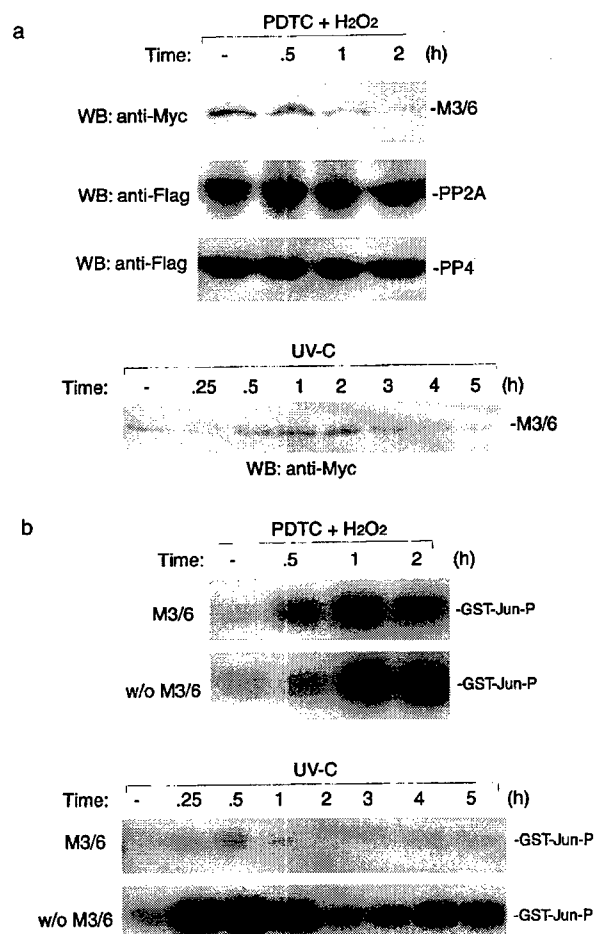 a
PDTC + H2O2
Time: - .5 1 2 (h)
WB: anti-Myc -M3/6
WB: anti-Flag -PP2A
WB: anti-Flag -PP4
UV-C
Time: - .25 .5 1 2 3 4 5 (h)
-M3/6
WB: anti-Myc
b
PDTC + H2O2
Time: - .5 1 2 (h)
M3/6 -GST-Jun-P
w/o M3/6 -GST-Jun-P
UV-C
Time: - .25 .5 1 2 3 4 5 (h)
M3/6 -GST-Jun-P
w/o M3/6 -GST-Jun-P